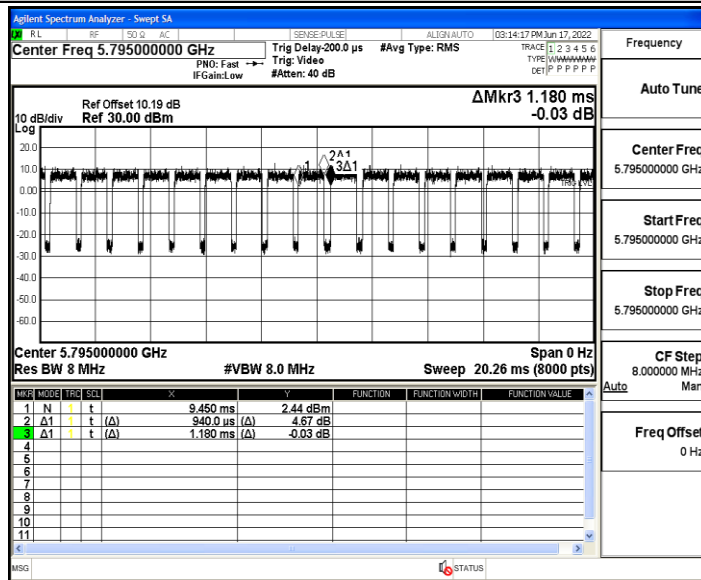 Agilent Spectrum Analyzer - Swept SA
RL RF 50 Ω AC SENSE:PULSE ALIGN AUTO 03:14:17 PM Jun 17, 2022
Center Freq 5.795000000 GHz
PNO: Fast
IFGain:Low
Trig Delay-200.0 µs
Trig: Video
#Atten: 40 dB
#Avg Type: RMS
TRACE 1 2 3 4 5 6
TYPE WWWWWW
DET P P P P P P
Ref Offset 10.19 dB
10 dB/div Ref 30.00 dBm
Log
ΔMkr3 1.180 ms
-0.03 dB
20.0
10.0
0.00
-10.0
-20.0
-30.0
-40.0
-50.0
-60.0
1
2Δ1
3Δ1
TRIG LVL
Center 5.795000000 GHz Span 0 Hz
Res BW 8 MHz #VBW 8.0 MHz Sweep 20.26 ms (8000 pts)
MKR MODE TRC SCL X Y FUNCTION FUNCTION WIDTH FUNCTION VALUE
1 N 1 t 9.450 ms 2.44 dBm
2 Δ1 1 t (Δ) 940.0 µs (Δ) 4.67 dB
3 Δ1 1 t (Δ) 1.180 ms (Δ) -0.03 dB
4
5
6
7
8
9
10
11
MSG STATUS
Frequency
Auto Tune
Center Freq
5.795000000 GHz
Start Freq
5.795000000 GHz
Stop Freq
5.795000000 GHz
CF Step
8.000000 MHz
Auto Man
Freq Offset
0 Hz